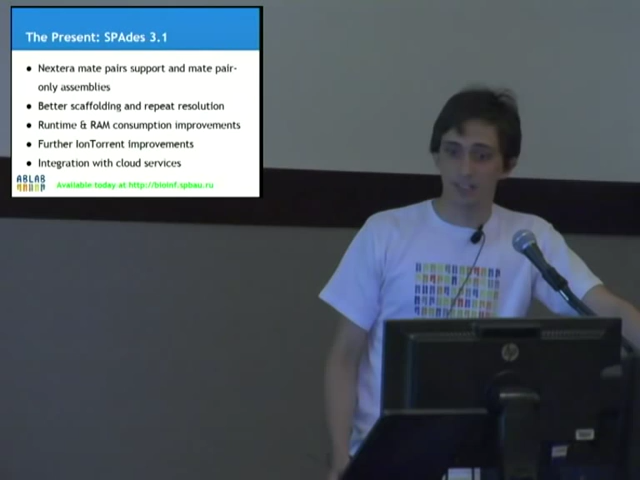 The Present: SPAdes 3.1
● Nextera mate pairs support and mate pair-
only assemblies
● Better scaffolding and repeat resolution
● Runtime & RAM consumption improvements
● Further IonTorrent improvements
● Integration with cloud services
ABLAB
Available today at http://bioinf.spbau.ru
hp